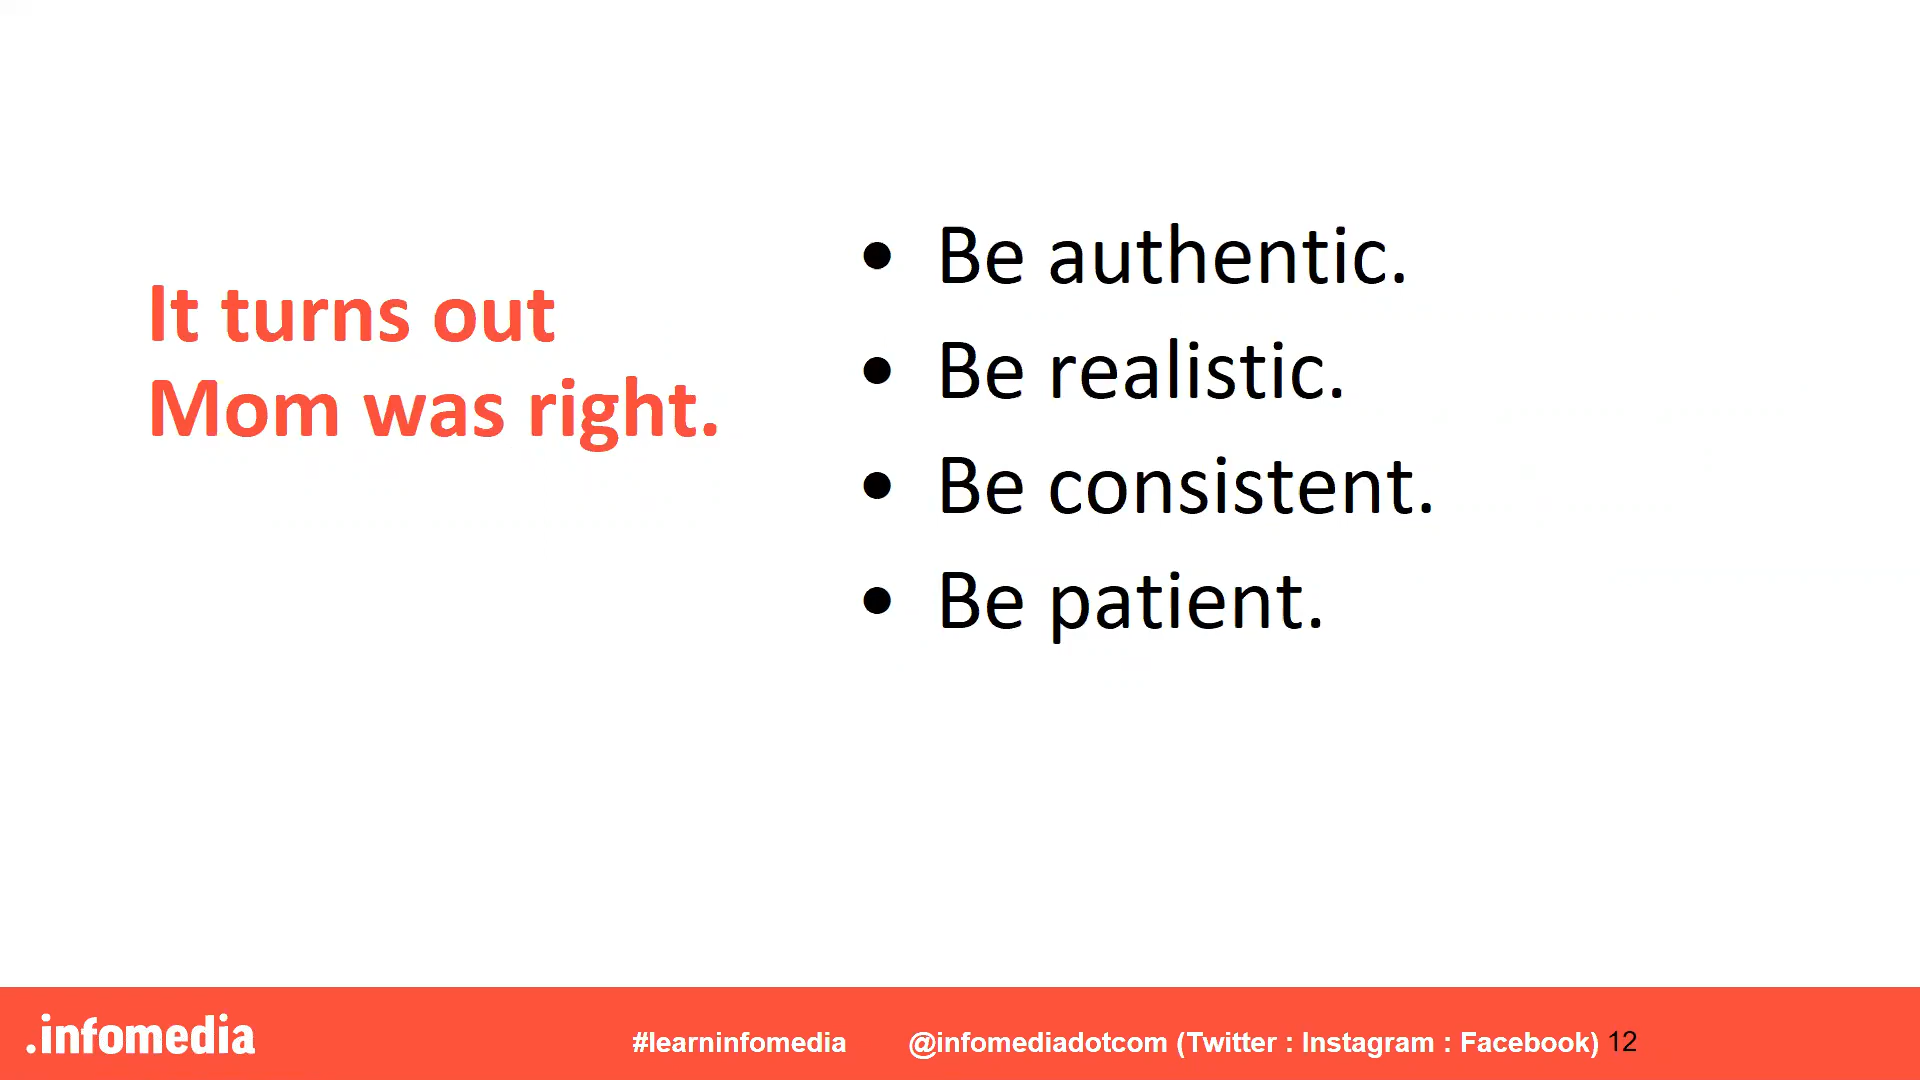 It turns out
Mom was right.
• Be authentic.
• Be realistic.
• Be consistent.
• Be patient.
.infomedia
#learninfomedia @infomediadotcom (Twitter : Instagram : Facebook) 12